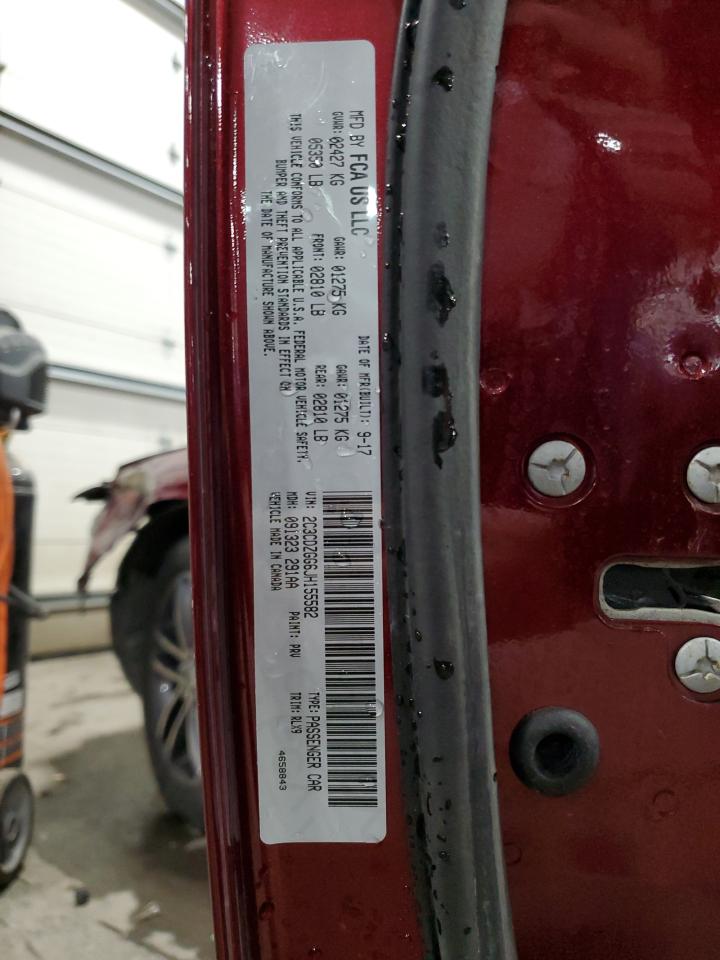 MFD BY FCA US LLC
DATE OF MFR(BUILT): 9-17
GVWR: 02427 KG
GAWR: 01275 KG
GAWR: 01275 KG
05350 LB
FRONT: 02810 LB
REAR: 02810 LB
THIS VEHICLE CONFORMS TO ALL APPLICABLE U.S.A. FEDERAL MOTOR VEHICLE SAFETY,
BUMPER AND THEFT PREVENTION STANDARDS IN EFFECT ON
THE DATE OF MANUFACTURE SHOWN ABOVE.
VIN: 2C3CDZGG6JH155582
TYPE: PASSENGER CAR
MDH: 091323 291AA
PAINT: PRV
TRIM: RLX9
VEHICLE MADE IN CANADA
4658843